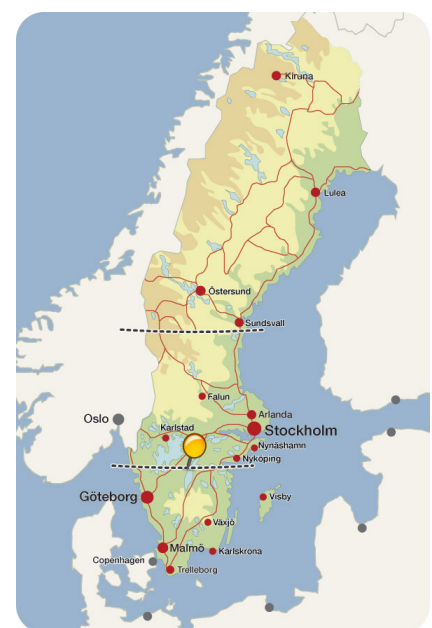 Kiruna
Lulea
Östersund
Sundsvall
Falun
Arlanda
Oslo
Karlstad
Stockholm
Nynäshamn
Nyköping
Göteborg
Visby
Växjö
Malmö
Karlskrona
Copenhagen
Trelleborg